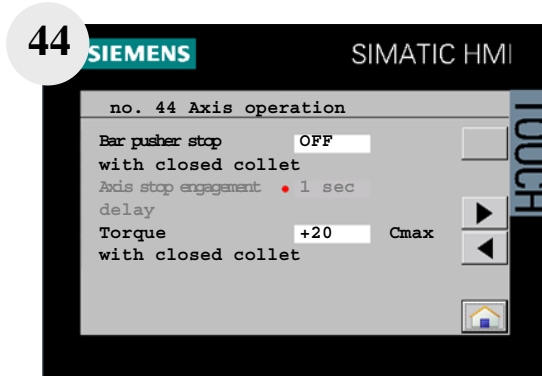 44
SIEMENS
SIMATIC HMI
TOUCH
no. 44 Axis operation
Bar pusher stop OFF
with closed collet
Axis stop engagement 1 sec
delay
Torque +20 Cmax
with closed collet